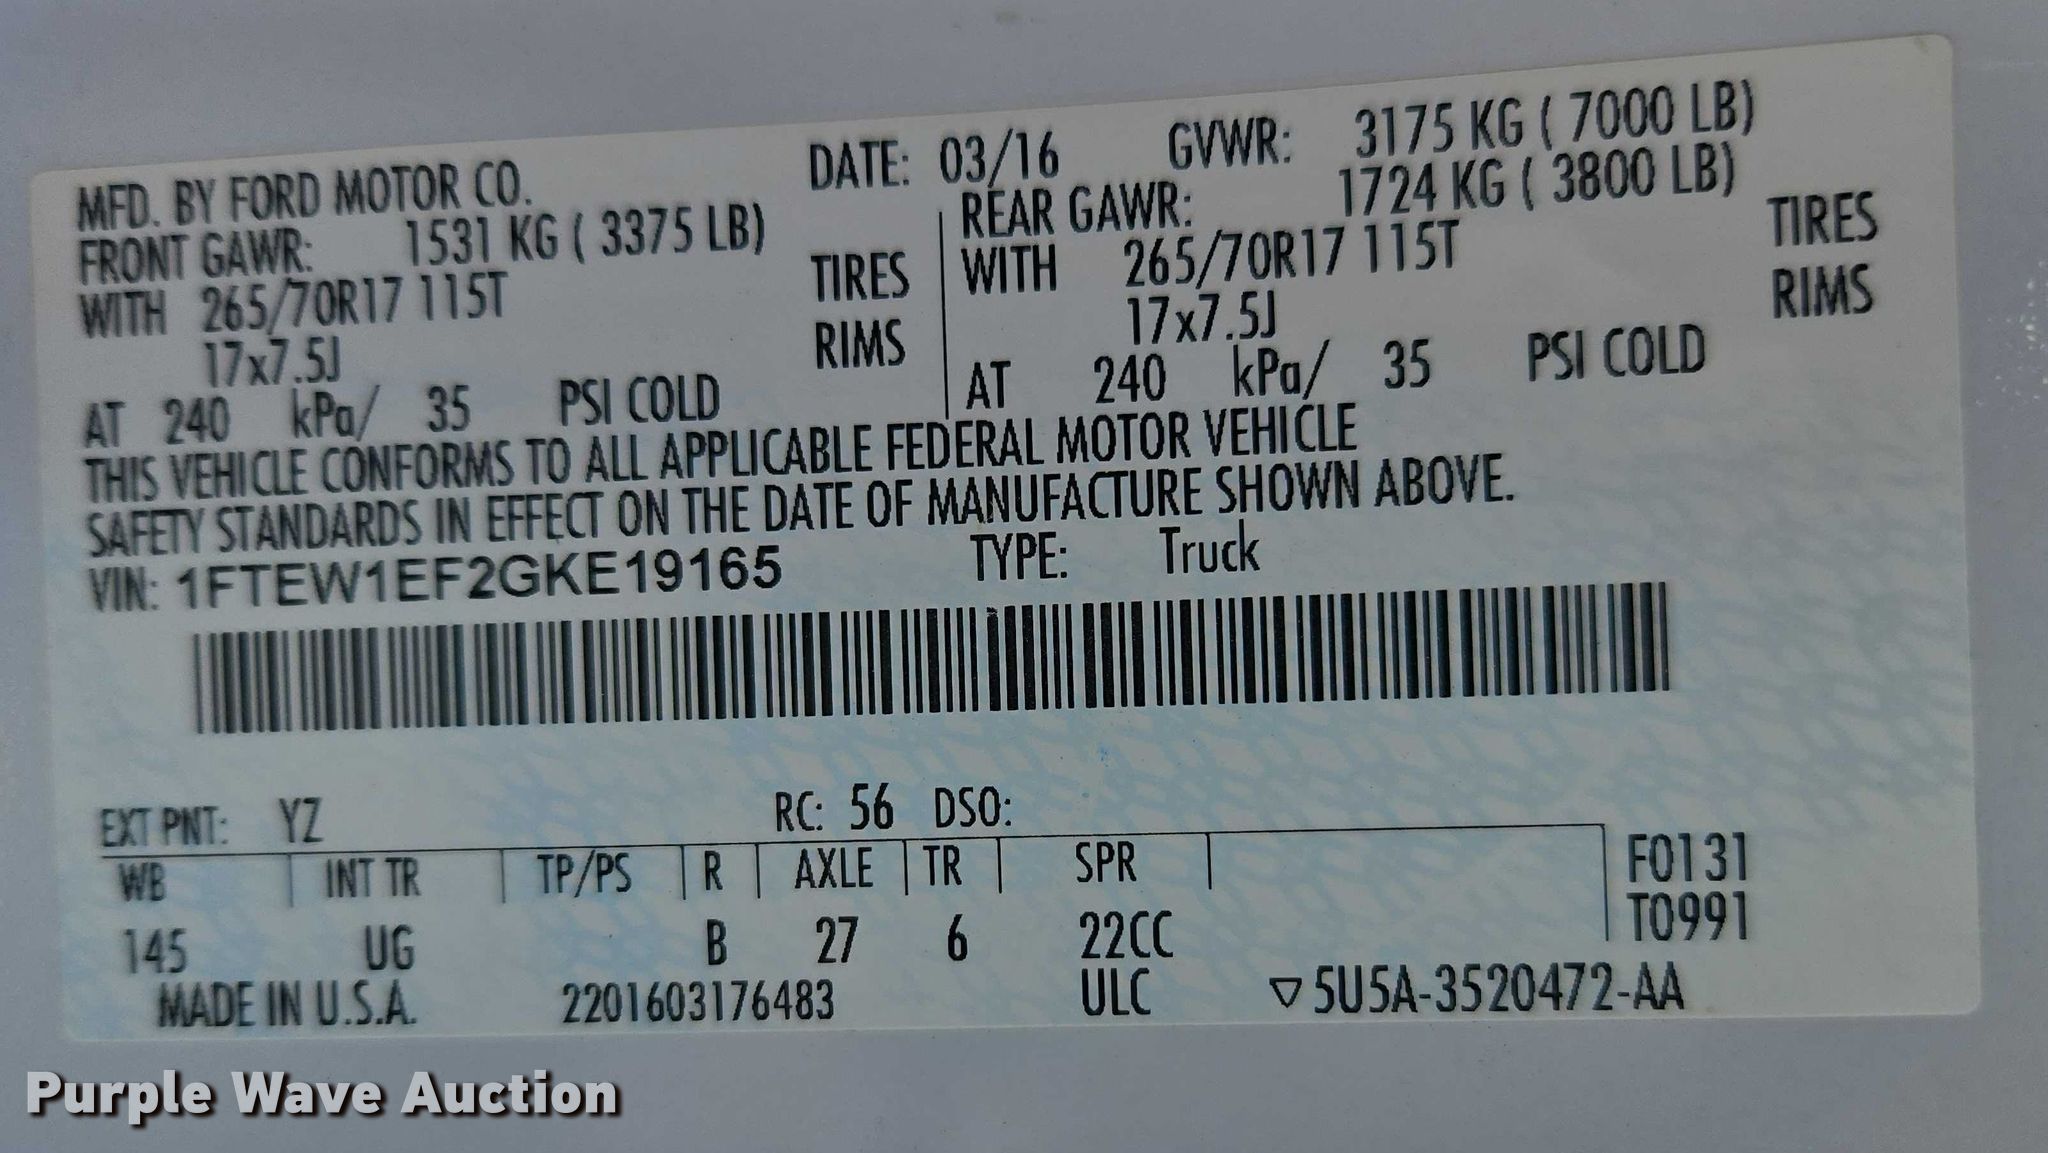 MFD. BY FORD MOTOR CO. DATE: 03/16 GVWR: 3175 KG ( 7000 LB)
FRONT GAWR: 1531 KG ( 3375 LB) REAR GAWR: 1724 KG ( 3800 LB)
WITH 265/70R17 115T TIRES WITH 265/70R17 115T TIRES
17x7.5J RIMS 17x7.5J RIMS
AT 240 kPa/ 35 PSI COLD AT 240 kPa/ 35 PSI COLD
THIS VEHICLE CONFORMS TO ALL APPLICABLE FEDERAL MOTOR VEHICLE
SAFETY STANDARDS IN EFFECT ON THE DATE OF MANUFACTURE SHOWN ABOVE.
VIN: 1FTEW1EF2GKE19165 TYPE: Truck
EXT PNT: YZ RC: 56 DSO:
WB INT TR TP/PS R AXLE TR SPR F0131
145 UG B 27 6 22CC T0991
MADE IN U.S.A. 2201603176483 ULC ▽5U5A-3520472-AA
Purple Wave Auction